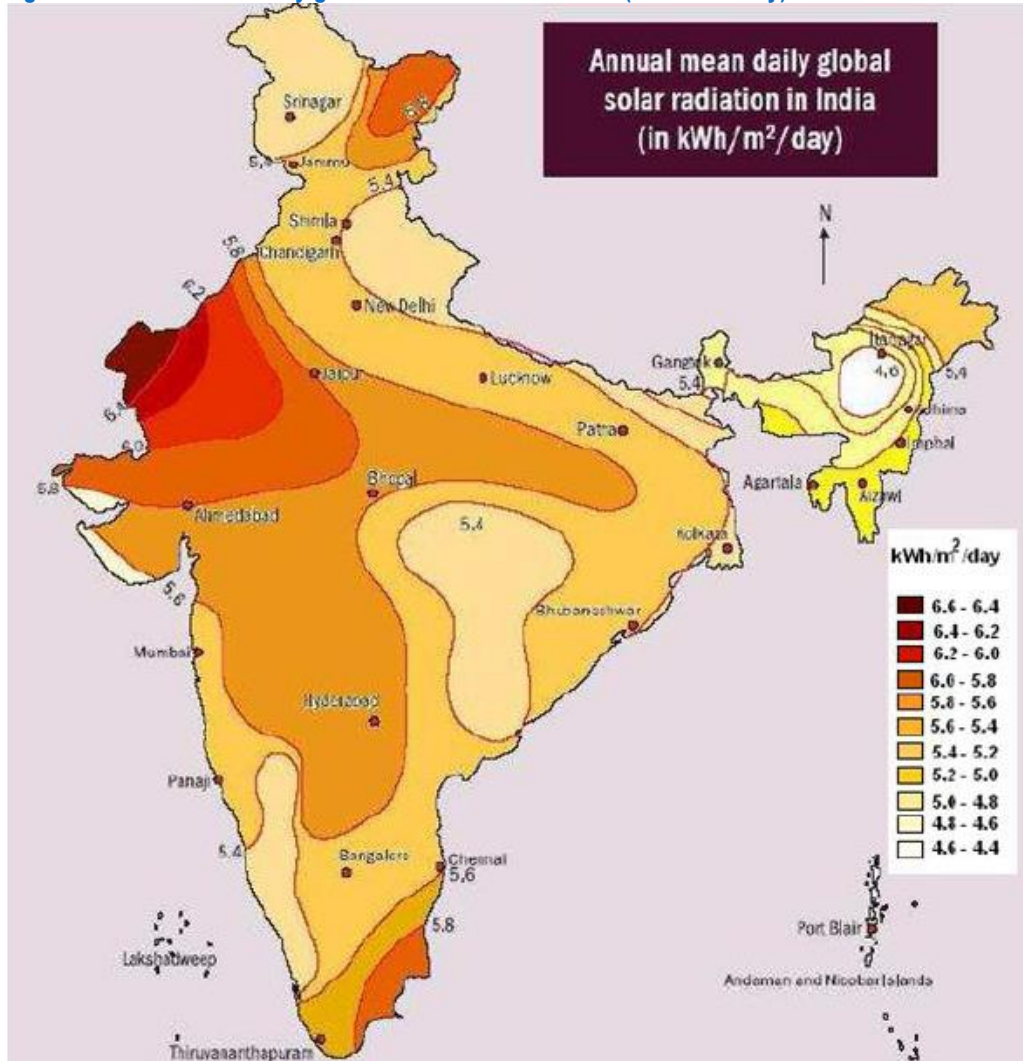 Annual mean daily global
solar radiation in India
(in kWh/m²/day)
N
Srinagar
5.8
5.4
Jammu
5.4
Shimla
Chandigarh
5.8
6.2
New Delhi
Itanagar
Gangtok
4,6
5.4
5.4
Jaipur
Lucknow
6.4
Patna
Imphal
5.8
Bhopal
Agartala
Aizawl
Ahmedabad
5.4
Kolkata
kWh/m²/day
5.6
6.6 - 6.4
6.4 - 6.2
6.2 - 6.0
6.0 - 5.8
5.8 - 5.6
5.6 - 5.4
5.4 - 5.2
5.2 - 5.0
5.0 - 4.8
4.8 - 4.6
4.6 - 4.4
Bhubaneshwar
Mumbai
Hyderabad
Panaji
5.4
Bangalore
Chennai
5.6
5.8
Port Blair
Lakshadweep
Andaman and Nicobar Islands
Thiruvananthapuram